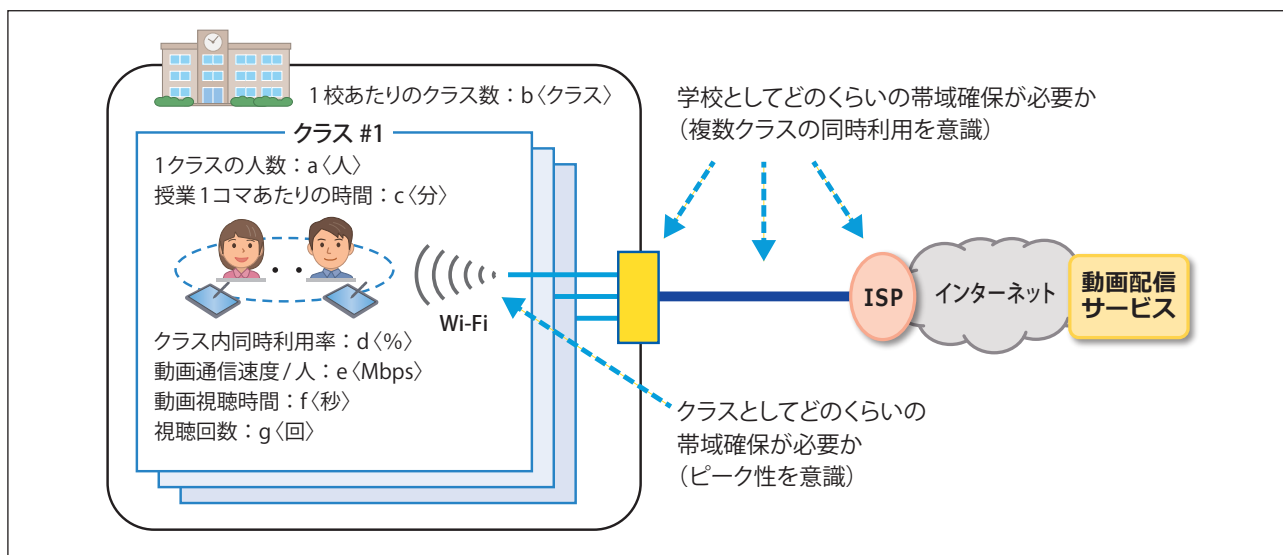 1校あたりのクラス数：b〈クラス〉
クラス #1
1クラスの人数：a〈人〉
授業1コマあたりの時間：c〈分〉
Wi-Fi
クラス内同時利用率：d〈%〉
動画通信速度/人：e〈Mbps〉
動画視聴時間：f〈秒〉
視聴回数：g〈回〉
学校としてどのくらいの帯域確保が必要か
（複数クラスの同時利用を意識）
ISP
インターネット
動画配信
サービス
クラスとしてどのくらいの
帯域確保が必要か
（ピーク性を意識）